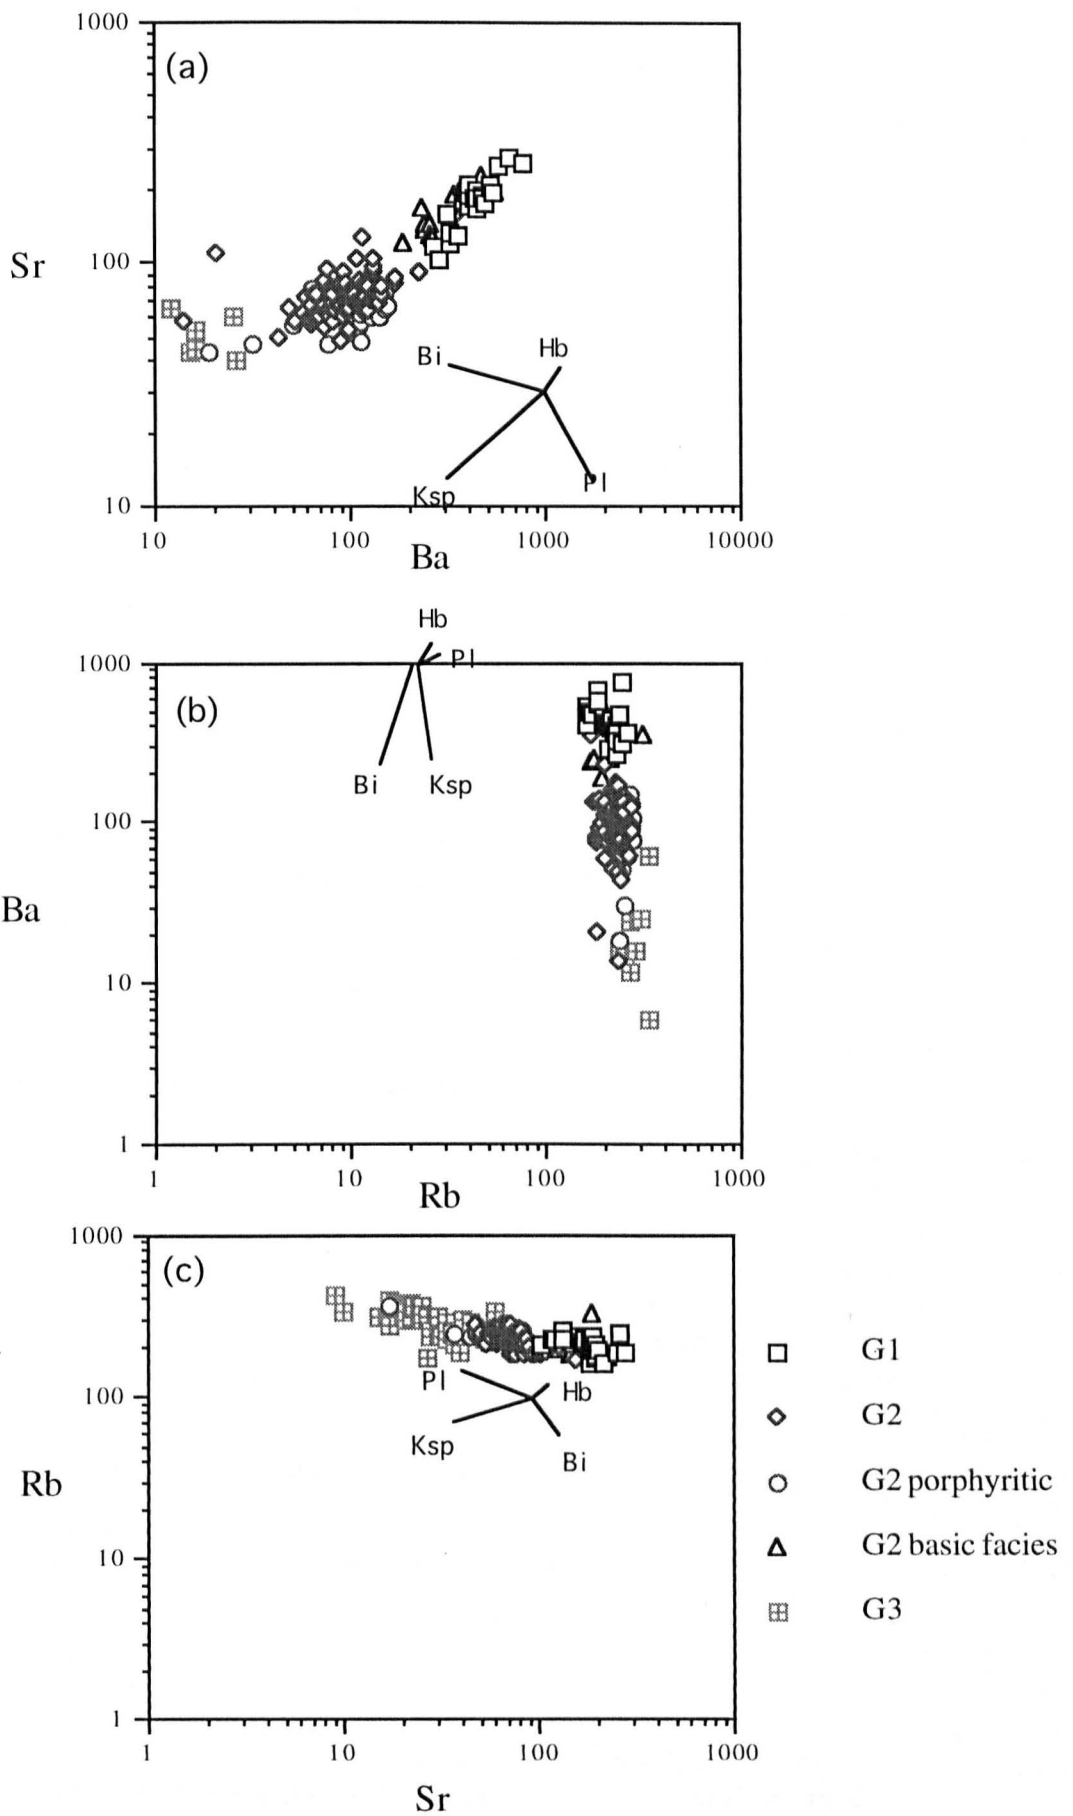 1000
(a)
Sr
100
Bi
Hb
Ksp
Pl
10
10 100 1000 10000
Ba
Hb
Pl
1000
(b)
Bi Ksp
100
Ba
10
1
1 10 100 1000
Rb
1000
(c)
Pl
Hb
100
Ksp
Bi
Rb
10
1
1 10 100 1000
Sr
G1
G2
G2 porphyritic
G2 basic facies
G3